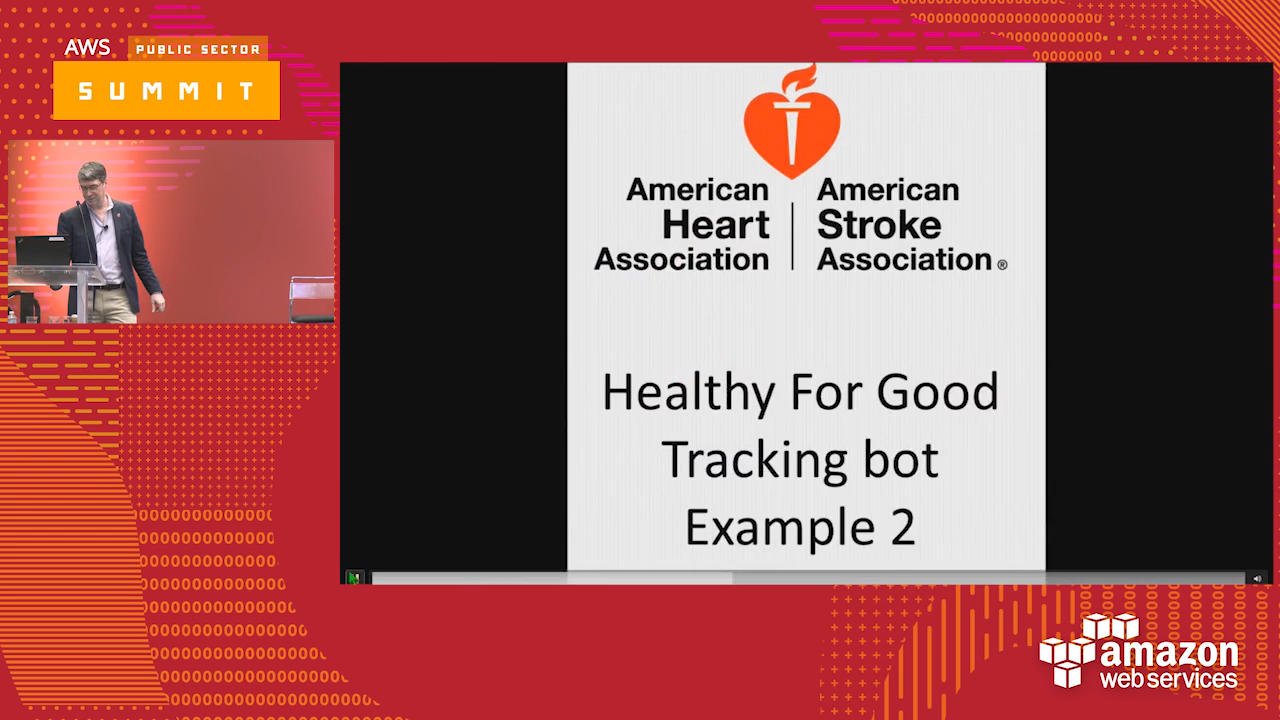 AWS PUBLIC SECTOR
SUMMIT
American
Heart
Association
American
Stroke
Association®
Healthy For Good
Tracking bot
Example 2
amazon
web services